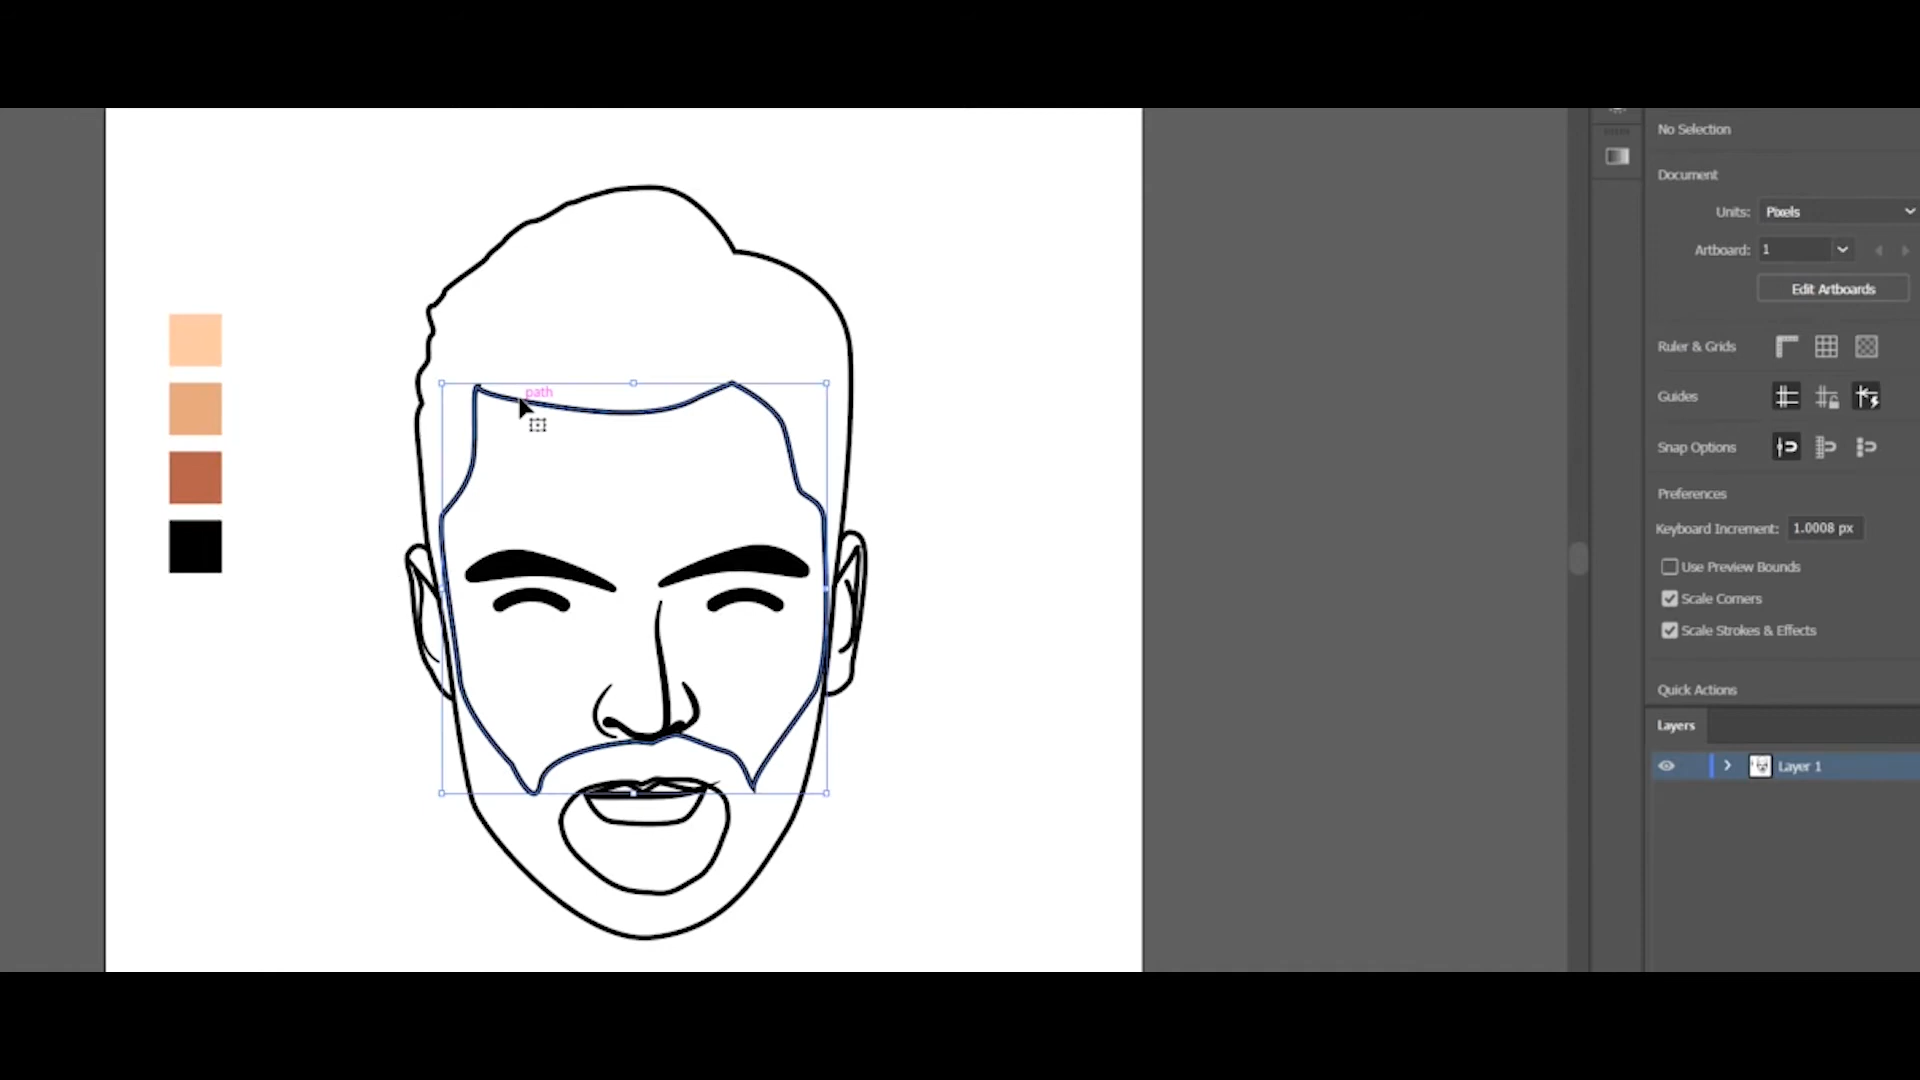 No Selection
Document
Units: Pixels
Artboard: 1
Edit Artboards
Ruler & Grids
path
Guides
Snap Options
Preferences
Keyboard Increment: 1.0008 px
Use Preview Bounds
Scale Corners
Scale Strokes & Effects
Quick Actions
Layers
Layer 1